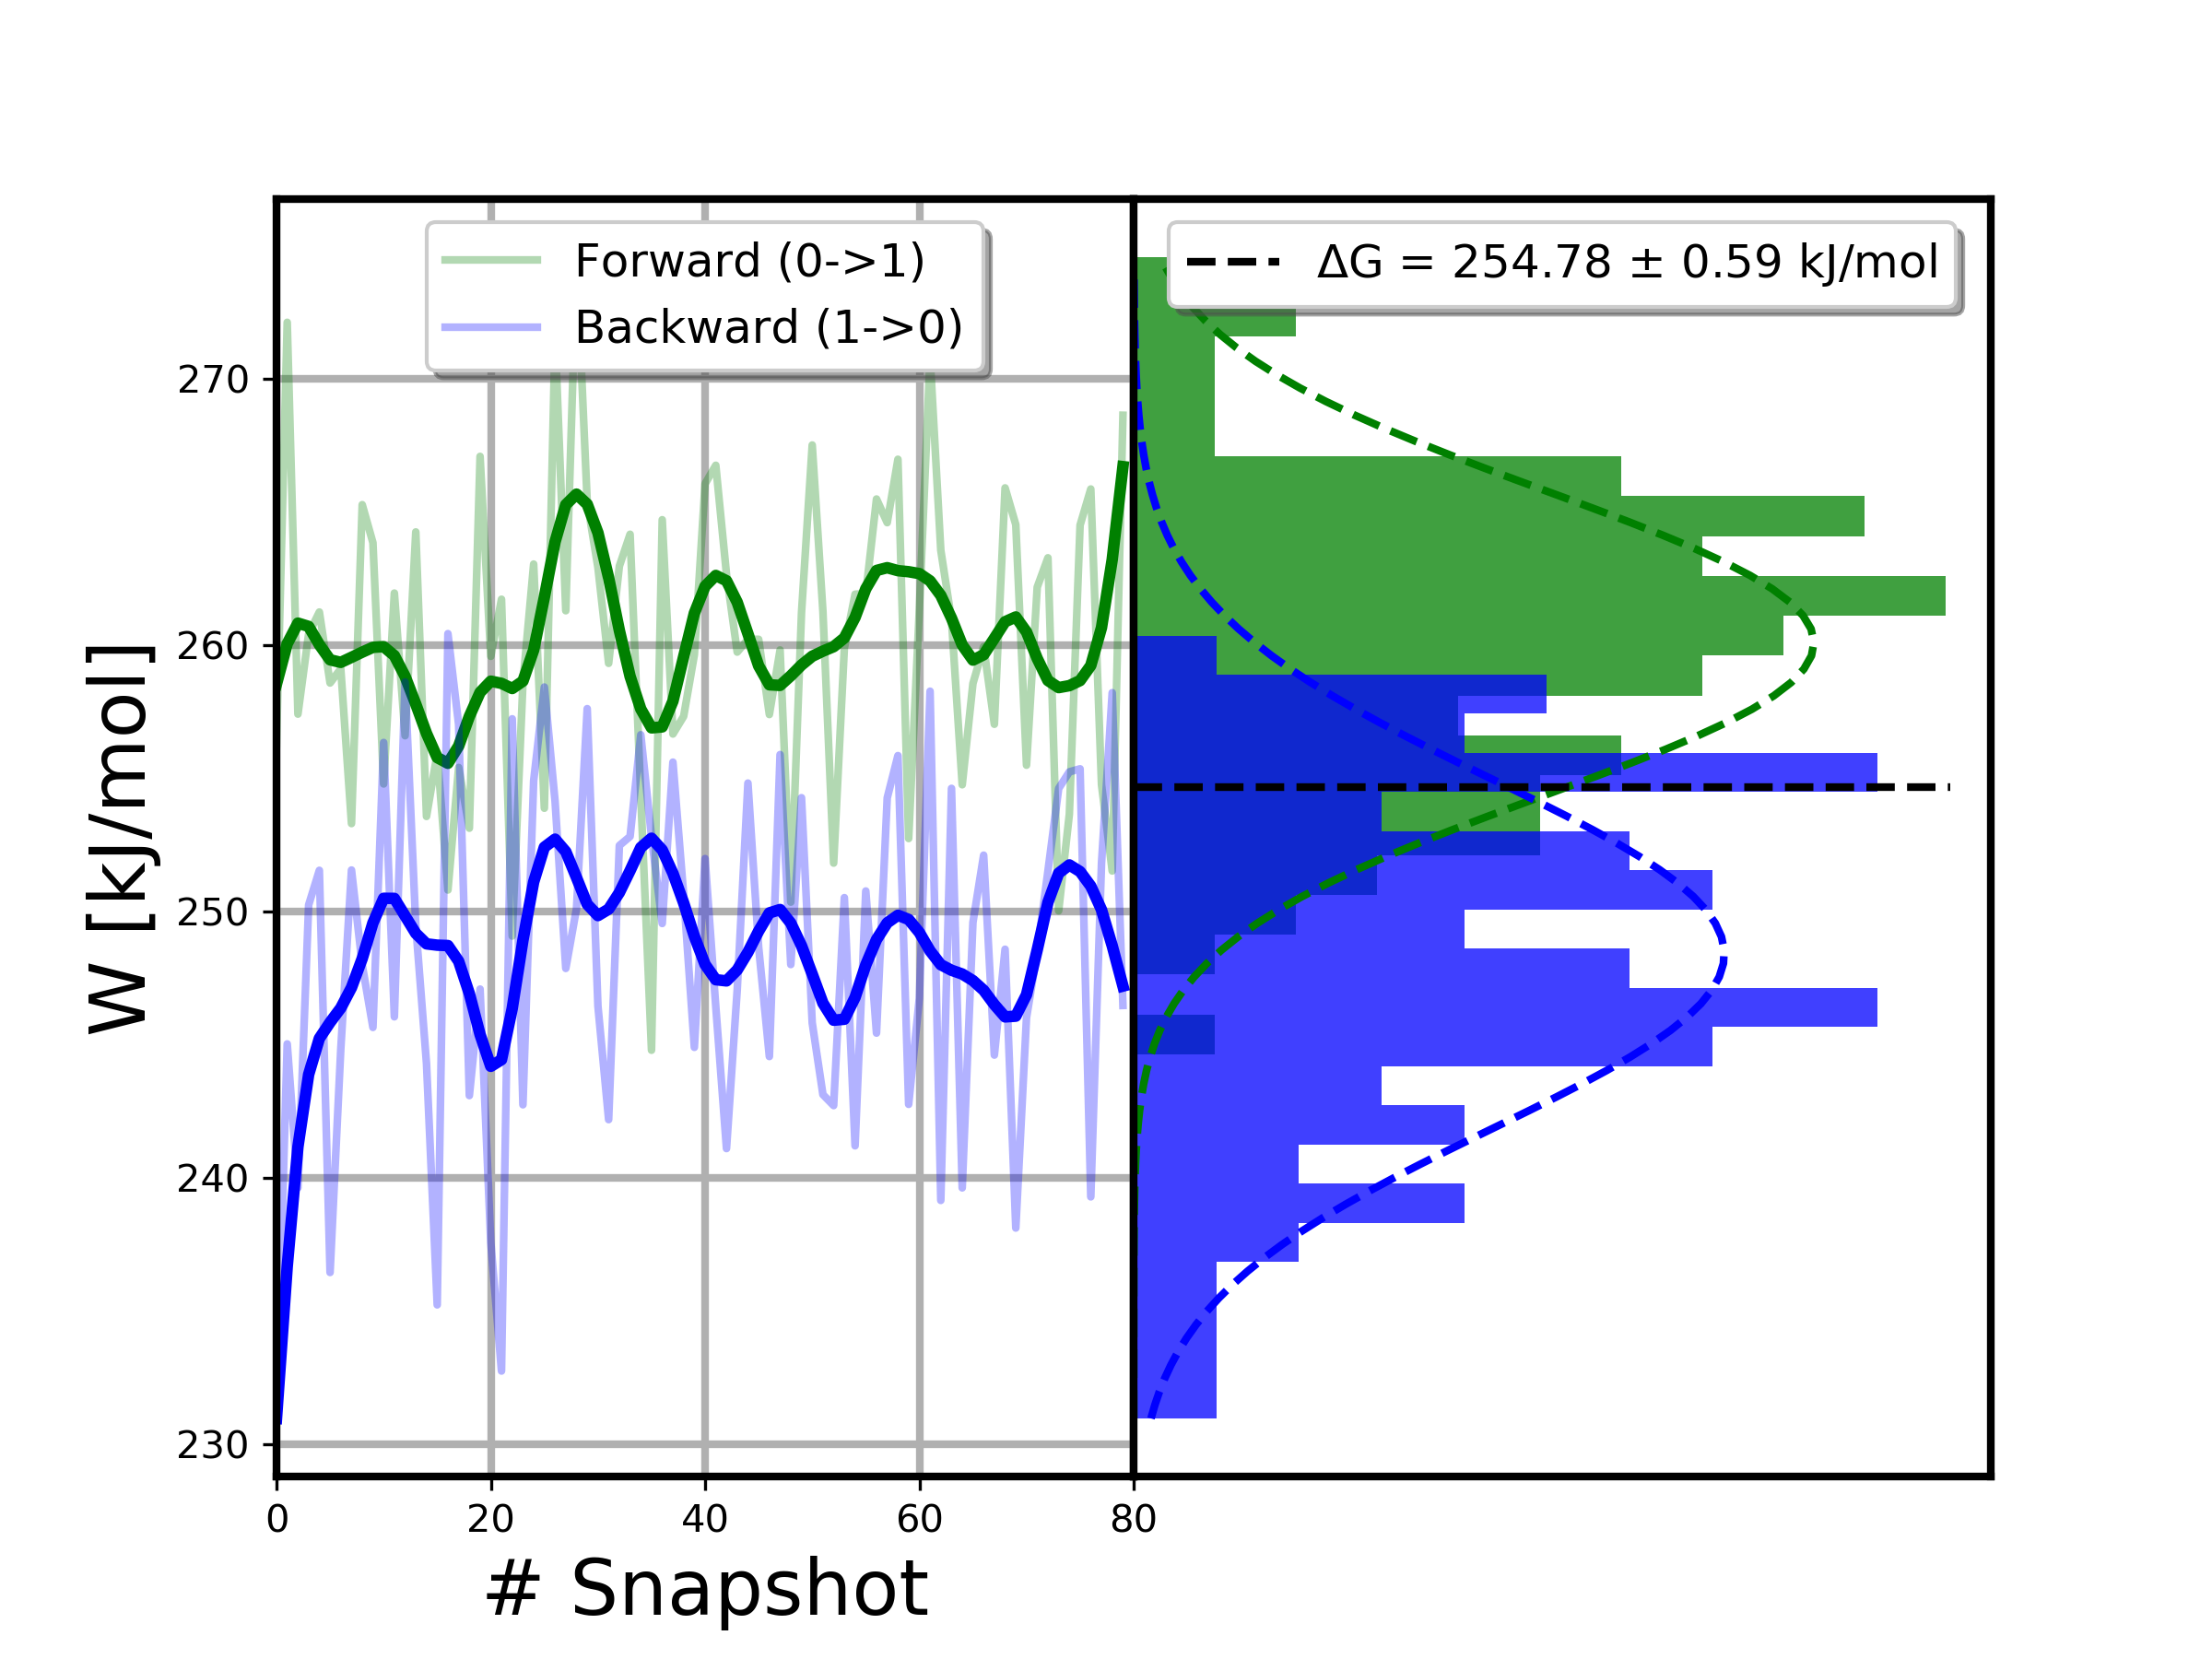 Forward (0->1)
Backward (1->0)
ΔG = 254.78 ± 0.59 kJ/mol
W [kJ/mol]
270
260
250
240
230
0 20 40 60 80
# Snapshot